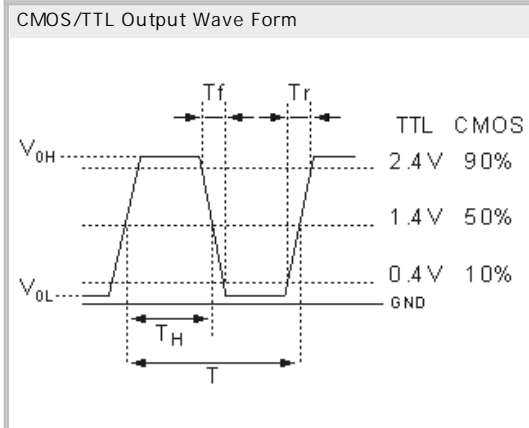 CMOS/TTL Output Wave Form
Tf Tr
TTL CMOS
V0H 2.4V 90%
1.4V 50%
0.4V 10%
V0L GND
TH
T